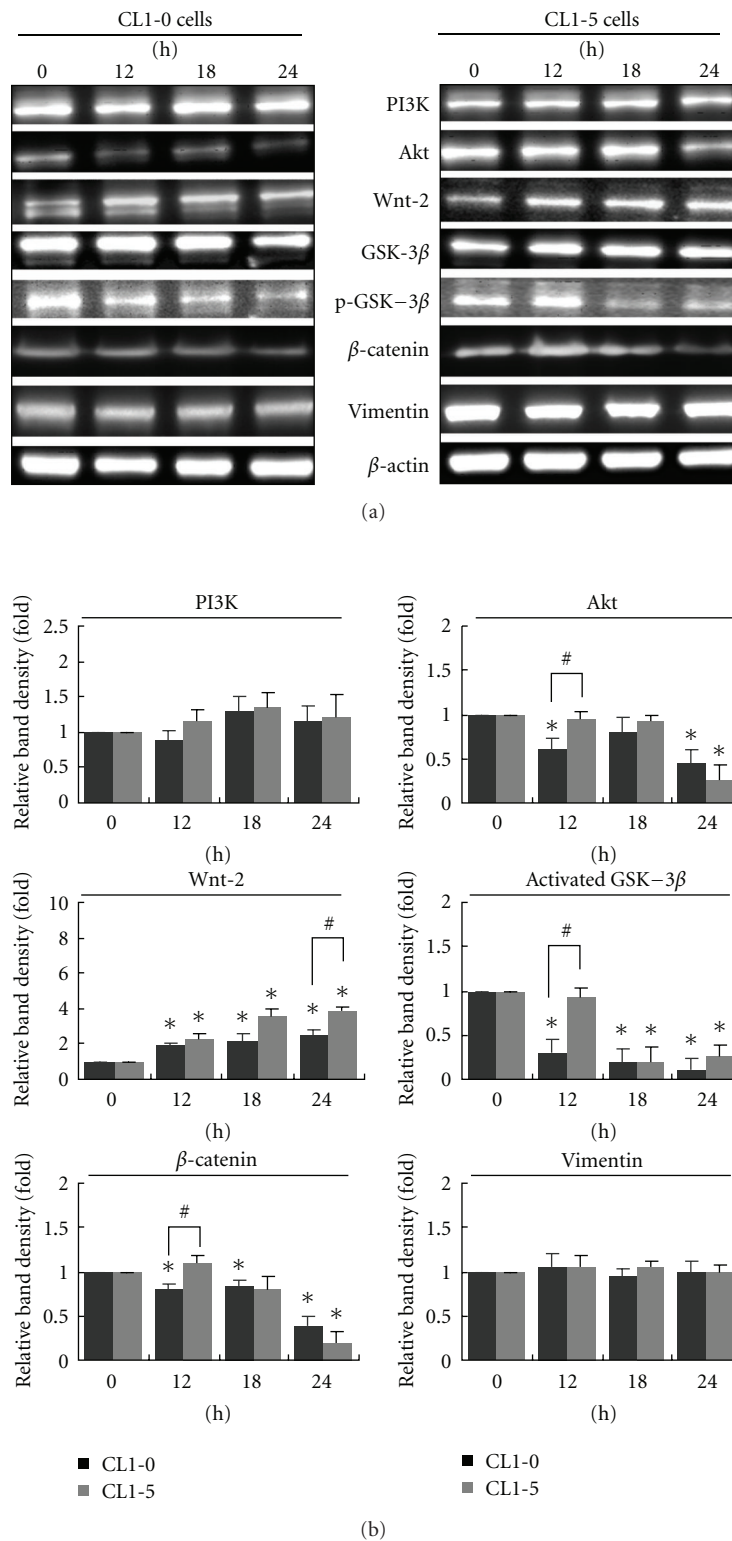 CL1-0 cells
CL1-5 cells
(h)
(h)
0 12 18 24
0 12 18 24
PI3K
Akt
Wnt-2
GSK-3β
p-GSK−3β
β-catenin
Vimentin
β-actin
(a)
PI3K
Relative band density (fold)
2.5
2
1.5
1
0.5
0
0 12 18 24
(h)
Akt
Relative band density (fold)
2
1.5
1
0.5
0
#
*
* *
0 12 18 24
(h)
Wnt-2
Relative band density (fold)
10
8
6
4
2
0
#
* * * * * *
0 12 18 24
(h)
Activated GSK−3β
Relative band density (fold)
2
1.5
1
0.5
0
#
* * * * *
0 12 18 24
(h)
β-catenin
Relative band density (fold)
2
1.5
1
0.5
0
#
* * * *
0 12 18 24
(h)
Vimentin
Relative band density (fold)
2
1.5
1
0.5
0
0 12 18 24
(h)
CL1-0
CL1-5
CL1-0
CL1-5
(b)